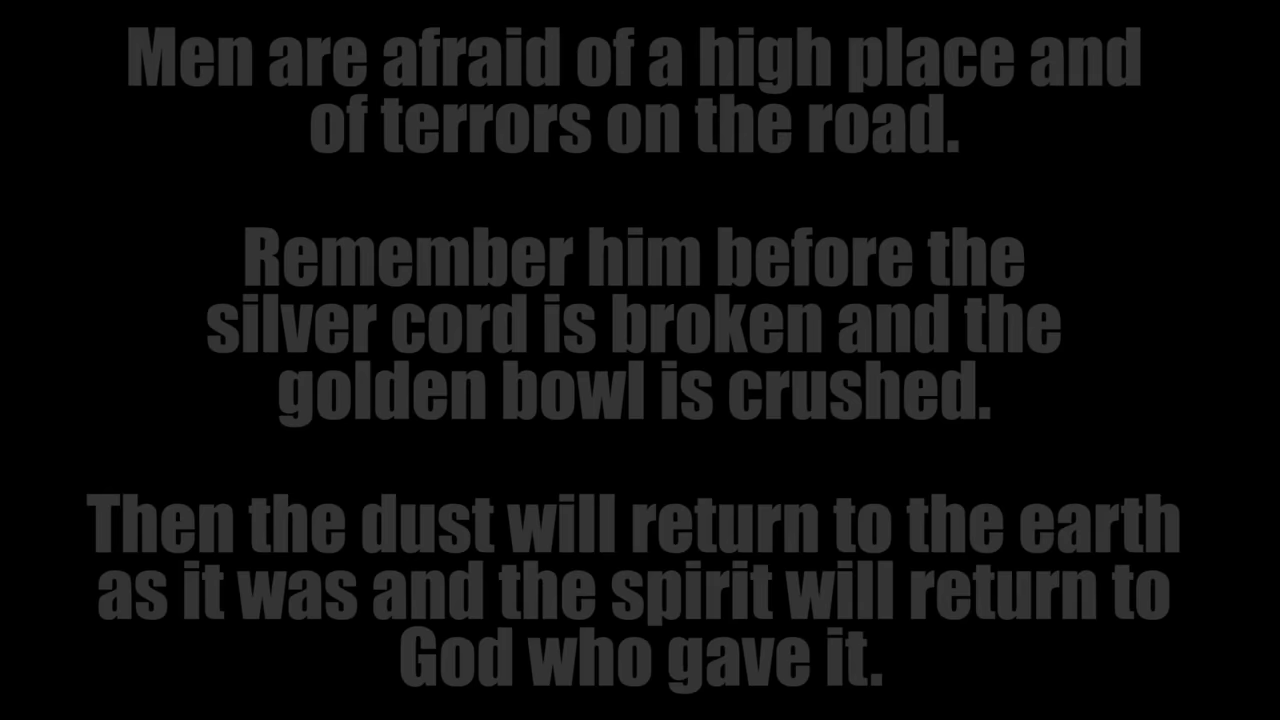 Men are afraid of a high place and
of terrors on the road.
Remember him before the
silver cord is broken and the
golden bowl is crushed.
Then the dust will return to the earth
as it was and the spirit will return to
God who gave it.